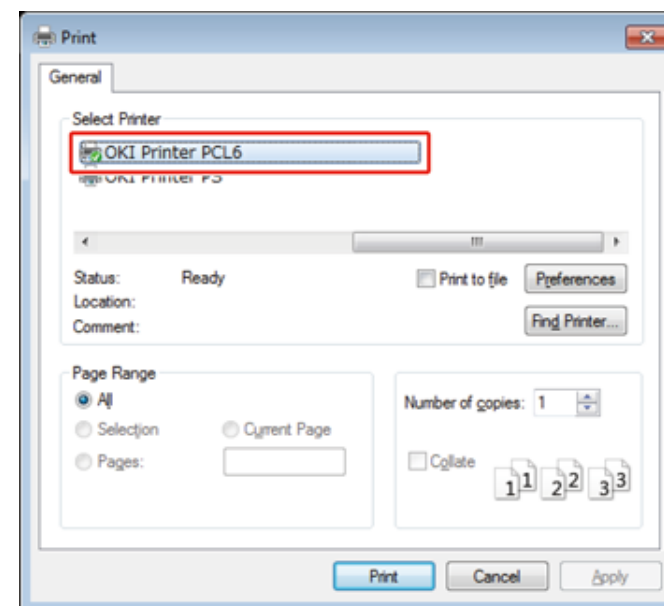 Print
General
Select Printer
OKI Printer PCL6
OKI Printer PS
Status: Ready
Print to file
Preferences
Location:
Comment:
Find Printer...
Page Range
All
Selection
Current Page
Pages:
Number of copies: 1
Collate
1 1 2 2 3 3
Print
Cancel
Apply